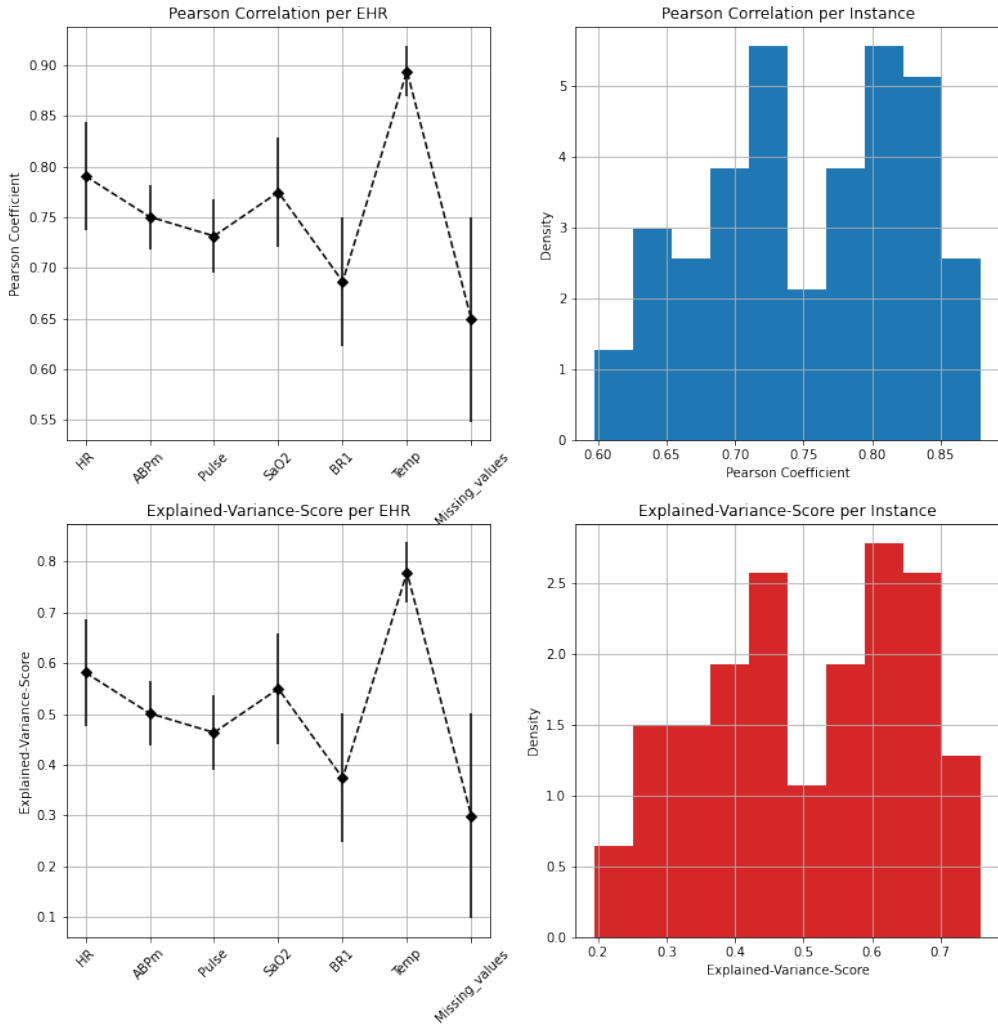 Pearson Correlation per EHR
Pearson Coefficient
0.90
0.85
0.80
0.75
0.70
0.65
0.60
0.55
HR
ABPm
Pulse
SaO2
BR1
Temp
Missing_values
Pearson Correlation per Instance
Density
5
4
3
2
1
0
0.60
0.65
0.70
0.75
0.80
0.85
Pearson Coefficient
Explained-Variance-Score per EHR
Explained-Variance-Score
0.8
0.7
0.6
0.5
0.4
0.3
0.2
0.1
HR
ABPm
Pulse
SaO2
BR1
Temp
Missing_values
Explained-Variance-Score per Instance
Density
2.5
2.0
1.5
1.0
0.5
0.0
0.2
0.3
0.4
0.5
0.6
0.7
Explained-Variance-Score